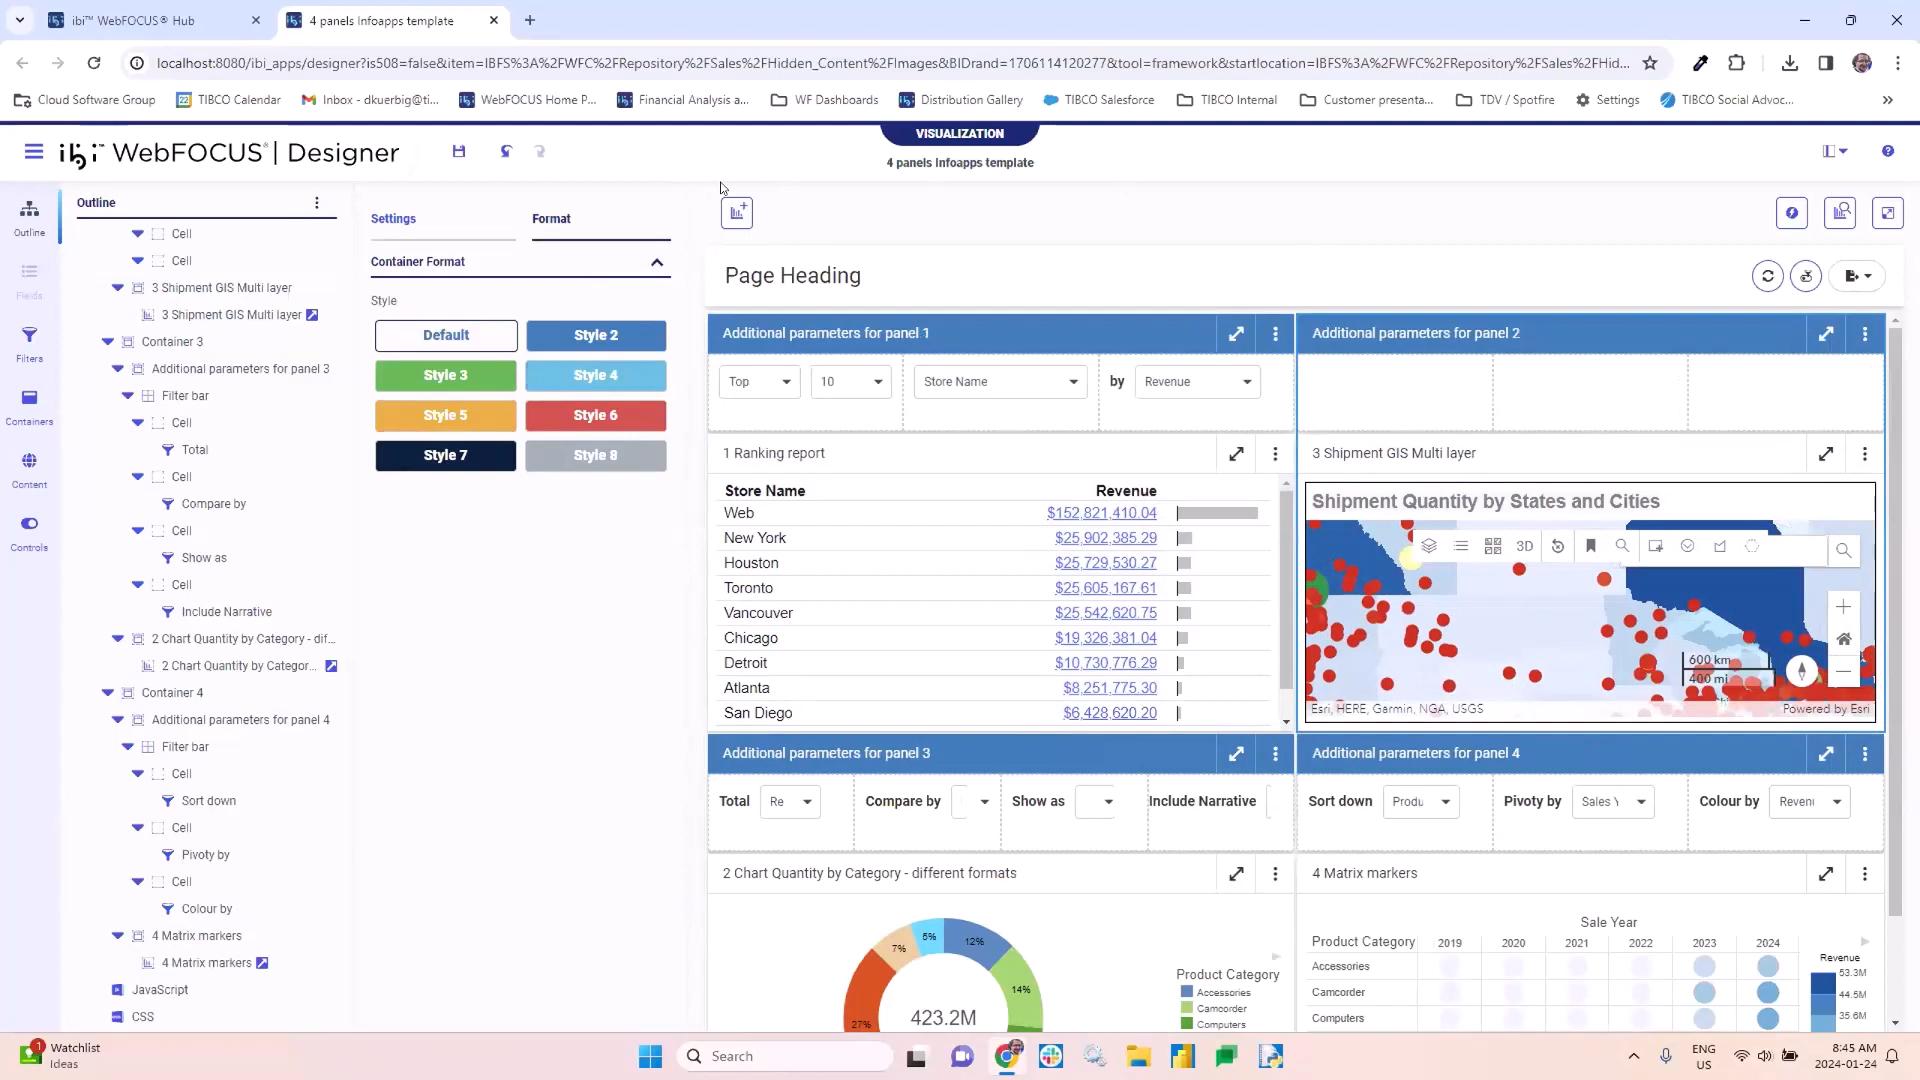 ibi™ WebFOCUS® Hub
4 panels Infoapps template
localhost:8080/ibi_apps/designer?is508=false&item=IBFS%3A%2FWFC%2FRepository%2FSales%2FHidden_Content%2FImages&BIDrand=1706114120277&tool=framework&startlocation=IBFS%3A%2FWFC%2FRepository%2FSales%2FHid...
Cloud Software Group
TIBCO Calendar
Inbox - dkuerbig@ti...
WebFOCUS Home P...
Financial Analysis a...
WF Dashboards
Distribution Gallery
TIBCO Salesforce
TIBCO Internal
Customer presenta...
TDV / Spotfire
Settings
TIBCO Social Advoc...
ibi™ WebFOCUS® | Designer
VISUALIZATION
4 panels Infoapps template
Outline
Fields
Filters
Containers
Content
Controls
Outline
Cell
Cell
3 Shipment GIS Multi layer
3 Shipment GIS Multi layer
Container 3
Additional parameters for panel 3
Filter bar
Cell
Total
Cell
Compare by
Cell
Show as
Cell
Include Narrative
2 Chart Quantity by Category - dif...
2 Chart Quantity by Categor...
Container 4
Additional parameters for panel 4
Filter bar
Cell
Sort down
Cell
Pivoty by
Cell
Colour by
4 Matrix markers
4 Matrix markers
JavaScript
CSS
Settings
Format
Container Format
Style
Default
Style 2
Style 3
Style 4
Style 5
Style 6
Style 7
Style 8
Page Heading
Additional parameters for panel 1
Top
10
Store Name
by
Revenue
1 Ranking report
Store Name Revenue
Web $152,821,410.04
New York $25,902,385.29
Houston $25,729,530.27
Toronto $25,605,167.61
Vancouver $25,542,620.75
Chicago $19,326,381.04
Detroit $10,730,776.29
Atlanta $8,251,775.30
San Diego $6,428,620.20
Additional parameters for panel 2
3 Shipment GIS Multi layer
Shipment Quantity by States and Cities
3D
600 km
400 mi
Esri, HERE, Garmin, NGA, USGS
Powered by Esri
Additional parameters for panel 3
Total
Re
Compare by
Show as
Include Narrative
2 Chart Quantity by Category - different formats
5%
12%
7%
14%
27%
423.2M
Product Category
Accessories
Camcorder
Computers
Additional parameters for panel 4
Sort down
Produ
Pivoty by
Sales Y
Colour by
Revenu
4 Matrix markers
Sale Year
Product Category 2019 2020 2021 2022 2023 2024
Accessories
Camcorder
Computers
Revenue
53.3M
44.5M
35.6M
1
Watchlist
Ideas
Search
ENG
US
8:45 AM
2024-01-24